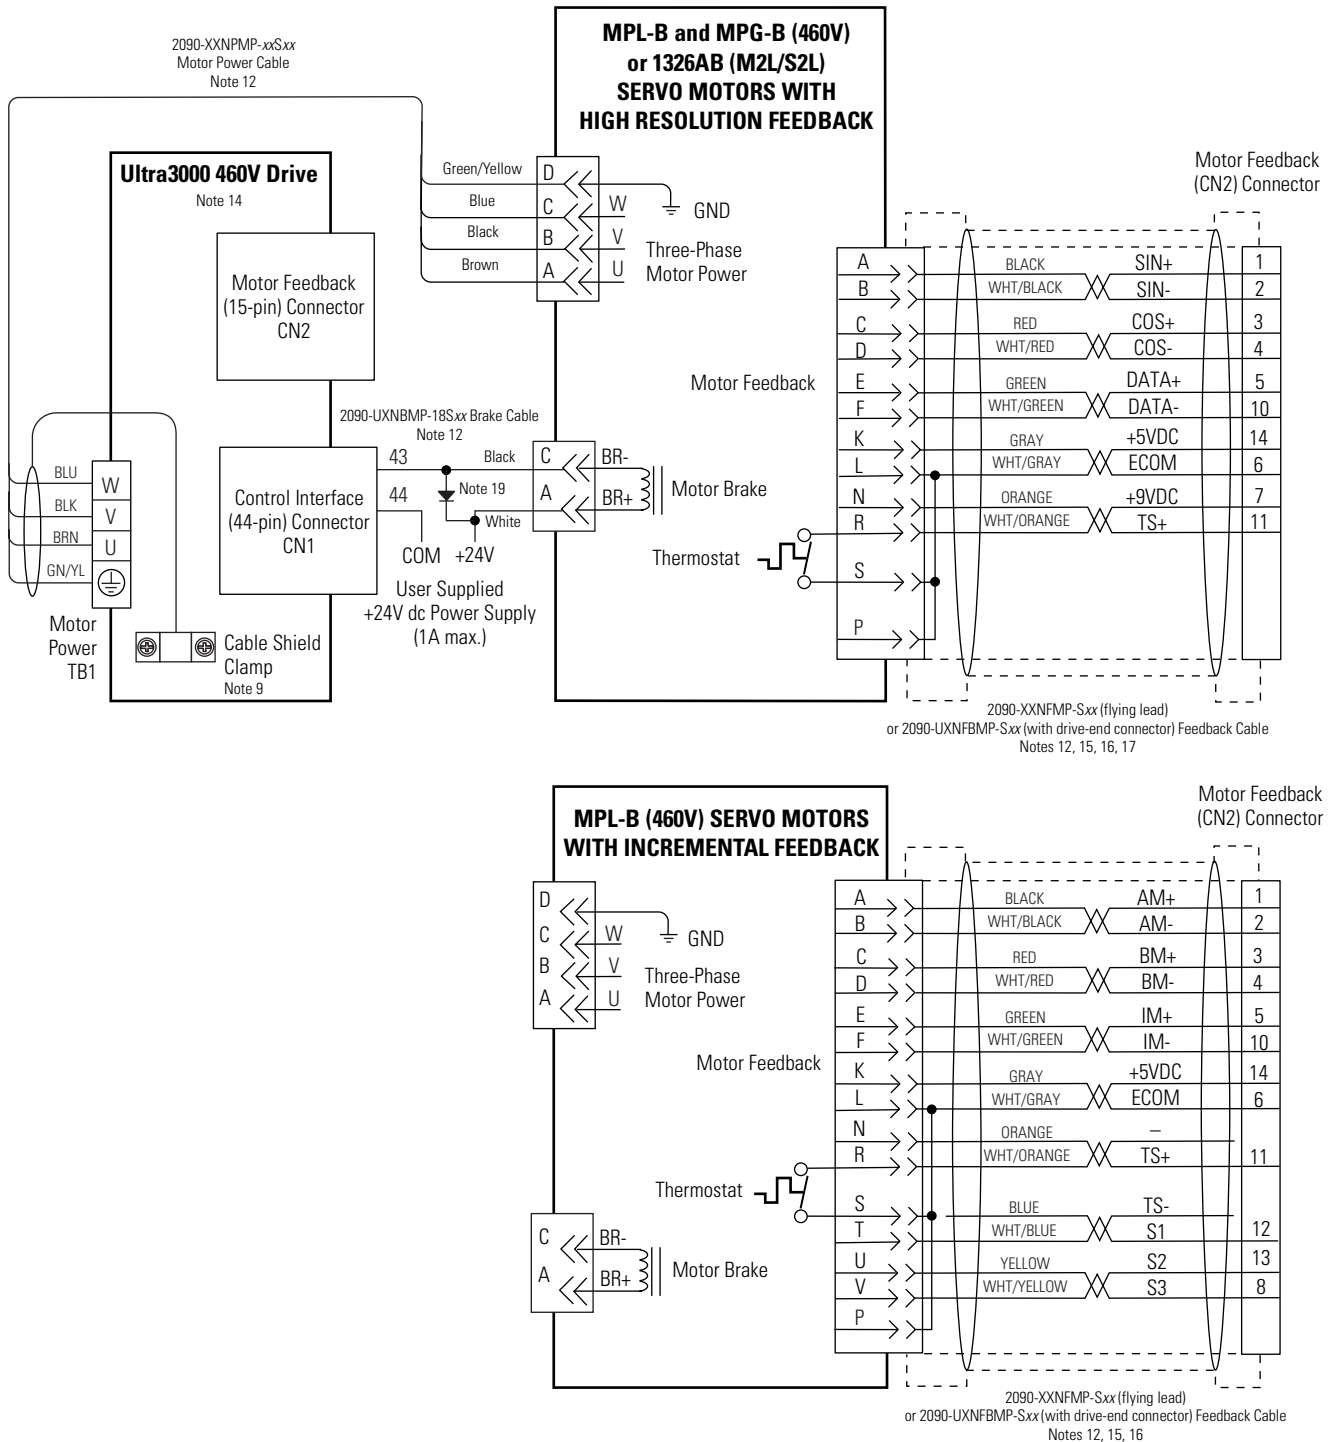 2090-XXNPMP-xxSxx
Motor Power Cable
Note 12
MPL-B and MPG-B (460V)
or 1326AB (M2L/S2L)
SERVO MOTORS WITH
HIGH RESOLUTION FEEDBACK
Ultra3000 460V Drive
Note 14
Motor Feedback
(15-pin) Connector
CN2
Control Interface
(44-pin) Connector
CN1
BLU
BLK
BRN
GN/YL
W
V
U
Motor
Power
TB1
Cable Shield
Clamp
Note 9
Green/Yellow
Blue
Black
Brown
D
C
B
A
W
V
U
GND
Three-Phase
Motor Power
2090-UXNBMP-18Sxx Brake Cable
Note 12
43
44
Black
Note 19
White
COM
+24V
User Supplied
+24V dc Power Supply
(1A max.)
C
A
BR-
BR+
Motor Brake
Motor Feedback
Thermostat
Motor Feedback
(CN2) Connector
A BLACK SIN+ 1
B WHT/BLACK SIN- 2
C RED COS+ 3
D WHT/RED COS- 4
E GREEN DATA+ 5
F WHT/GREEN DATA- 10
K GRAY +5VDC 14
L WHT/GRAY ECOM 6
N ORANGE +9VDC 7
R WHT/ORANGE TS+ 11
S
P
2090-XXNFMP-Sxx (flying lead)
or 2090-UXNFBMP-Sxx (with drive-end connector) Feedback Cable
Notes 12, 15, 16, 17
MPL-B (460V) SERVO MOTORS
WITH INCREMENTAL FEEDBACK
D
C
B
A
W
V
U
GND
Three-Phase
Motor Power
Motor Feedback
Thermostat
C
A
BR-
BR+
Motor Brake
Motor Feedback
(CN2) Connector
A BLACK AM+ 1
B WHT/BLACK AM- 2
C RED BM+ 3
D WHT/RED BM- 4
E GREEN IM+ 5
F WHT/GREEN IM- 10
K GRAY +5VDC 14
L WHT/GRAY ECOM 6
N ORANGE –
R WHT/ORANGE TS+ 11
S BLUE TS-
T WHT/BLUE S1 12
U YELLOW S2 13
V WHT/YELLOW S3 8
P
2090-XXNFMP-Sxx (flying lead)
or 2090-UXNFBMP-Sxx (with drive-end connector) Feedback Cable
Notes 12, 15, 16